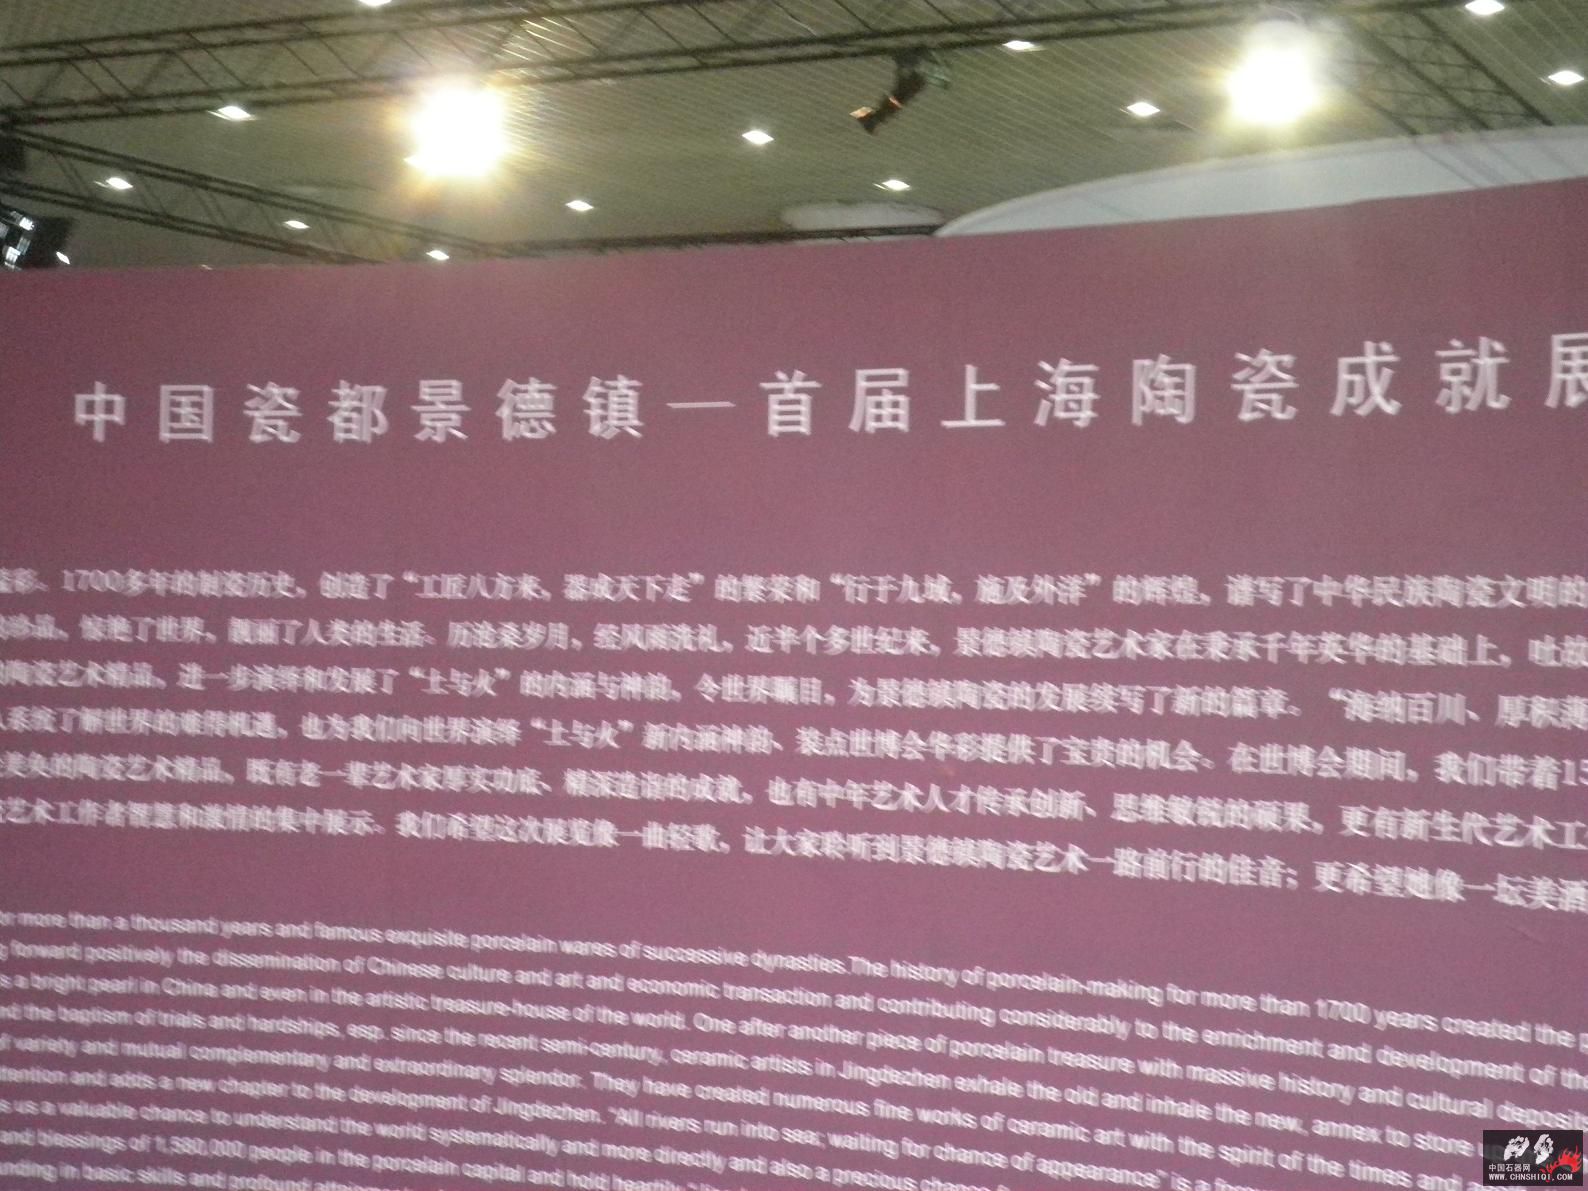 中国瓷都景德镇—首届上海陶瓷成就展
彩。1700多年的制瓷历史，创造了“工匠八方来，器成天下走”的繁荣和“行于九域，施及外洋”的辉煌，谱写了中华民族陶瓷文明的
珍品，惊艳了世界，靓丽了人类的生活。历沧桑岁月，经风雨洗礼，近半个多世纪来，景德镇陶瓷艺术家在秉承千年英华的基础上，吐故
的陶瓷艺术精品，进一步演绎和发展了“土与火”的内涵与神韵，令世界瞩目，为景德镇陶瓷的发展续写了新的篇章。“海纳百川、厚积薄
系统了解世界的难得机遇，也为我们向世界演绎“土与火”新内涵神韵、装点世博会华彩提供了宝贵的机会。在世博会期间，我们带着15
美奂的陶瓷艺术精品，既有老一辈艺术家厚实功底、精深造诣的成就，也有中年艺术人才传承创新、思维敏锐的硕果，更有新生代艺术工
艺术工作者智慧和激情的集中展示。我们希望这次展览像一曲轻歌，让大家聆听到景德镇陶瓷艺术一路前行的佳音；更希望她像一坛美酒
or more than a thousand years and famous exquisite porcelain wares of successive dynasties.The history of porcelain-making for more than 1700 years created the
g forward positively the dissemination of Chinese culture and art and economic transaction and contributing considerably to the enrichment and development of
s a bright pearl in China and even in the artistic treasure-house of the world. One after another piece of porcelain treasure with massive history and cultural
the baptism of trials and hardships, esp. since the recent semi-century, ceramic artists in Jingdezhen exhale the old and inhale the new, annex to store
f variety and mutual complementary and extraordinary splendor. They have created numerous fine works of ceramic art with the spirit of the times and
tention and adds a new chapter to the development of Jingdezhen. "All rivers run into sea; waiting for chance of appearance" is a
s us a valuable chance to understand the world systematically and more directly and also a precious chance
nd blessings of 1,580,000 people in the porcelain capital and hold heartily
nding in basic skills and profound
中国石器网
WWW.CHNSHIQI.COM